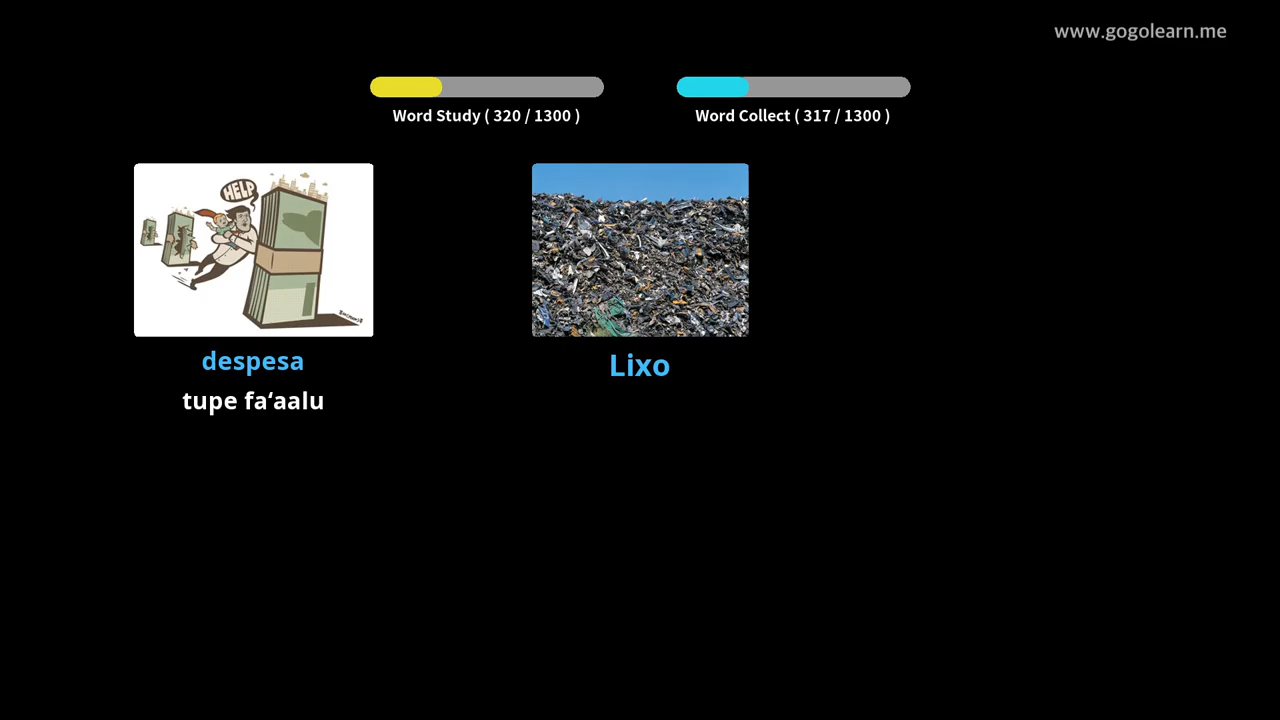 www.gogolearn.me
Word Study ( 320 / 1300 )
Word Collect ( 317 / 1300 )
HELP
despesa
tupe fa‘aalu
Lixo